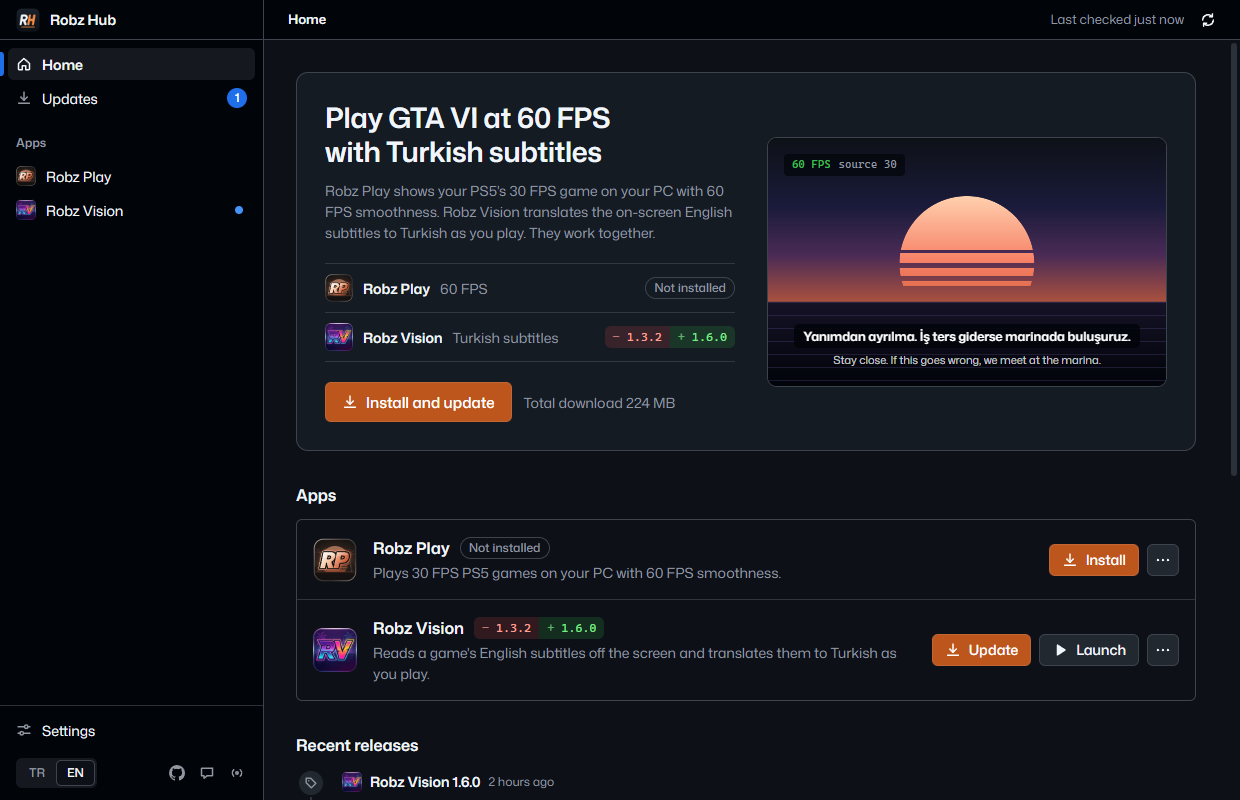 RH Robz Hub
Home
Last checked just now
Home
Updates 1
Apps
RP Robz Play
RV Robz Vision
Play GTA VI at 60 FPS
with Turkish subtitles
Robz Play shows your PS5's 30 FPS game on your PC with 60
FPS smoothness. Robz Vision translates the on-screen English
subtitles to Turkish as you play. They work together.
RP Robz Play 60 FPS Not installed
RV Robz Vision Turkish subtitles − 1.3.2 + 1.6.0
Install and update Total download 224 MB
60 FPS source 30
Yanımdan ayrılma. İş ters giderse marinada buluşuruz.
Stay close. If this goes wrong, we meet at the marina.
Apps
RP
Robz Play Not installed
Plays 30 FPS PS5 games on your PC with 60 FPS smoothness.
Install ...
RV
Robz Vision − 1.3.2 + 1.6.0
Reads a game's English subtitles off the screen and translates them to Turkish as
you play.
Update Launch ...
Recent releases
RV Robz Vision 1.6.0 2 hours ago
Settings
TR EN